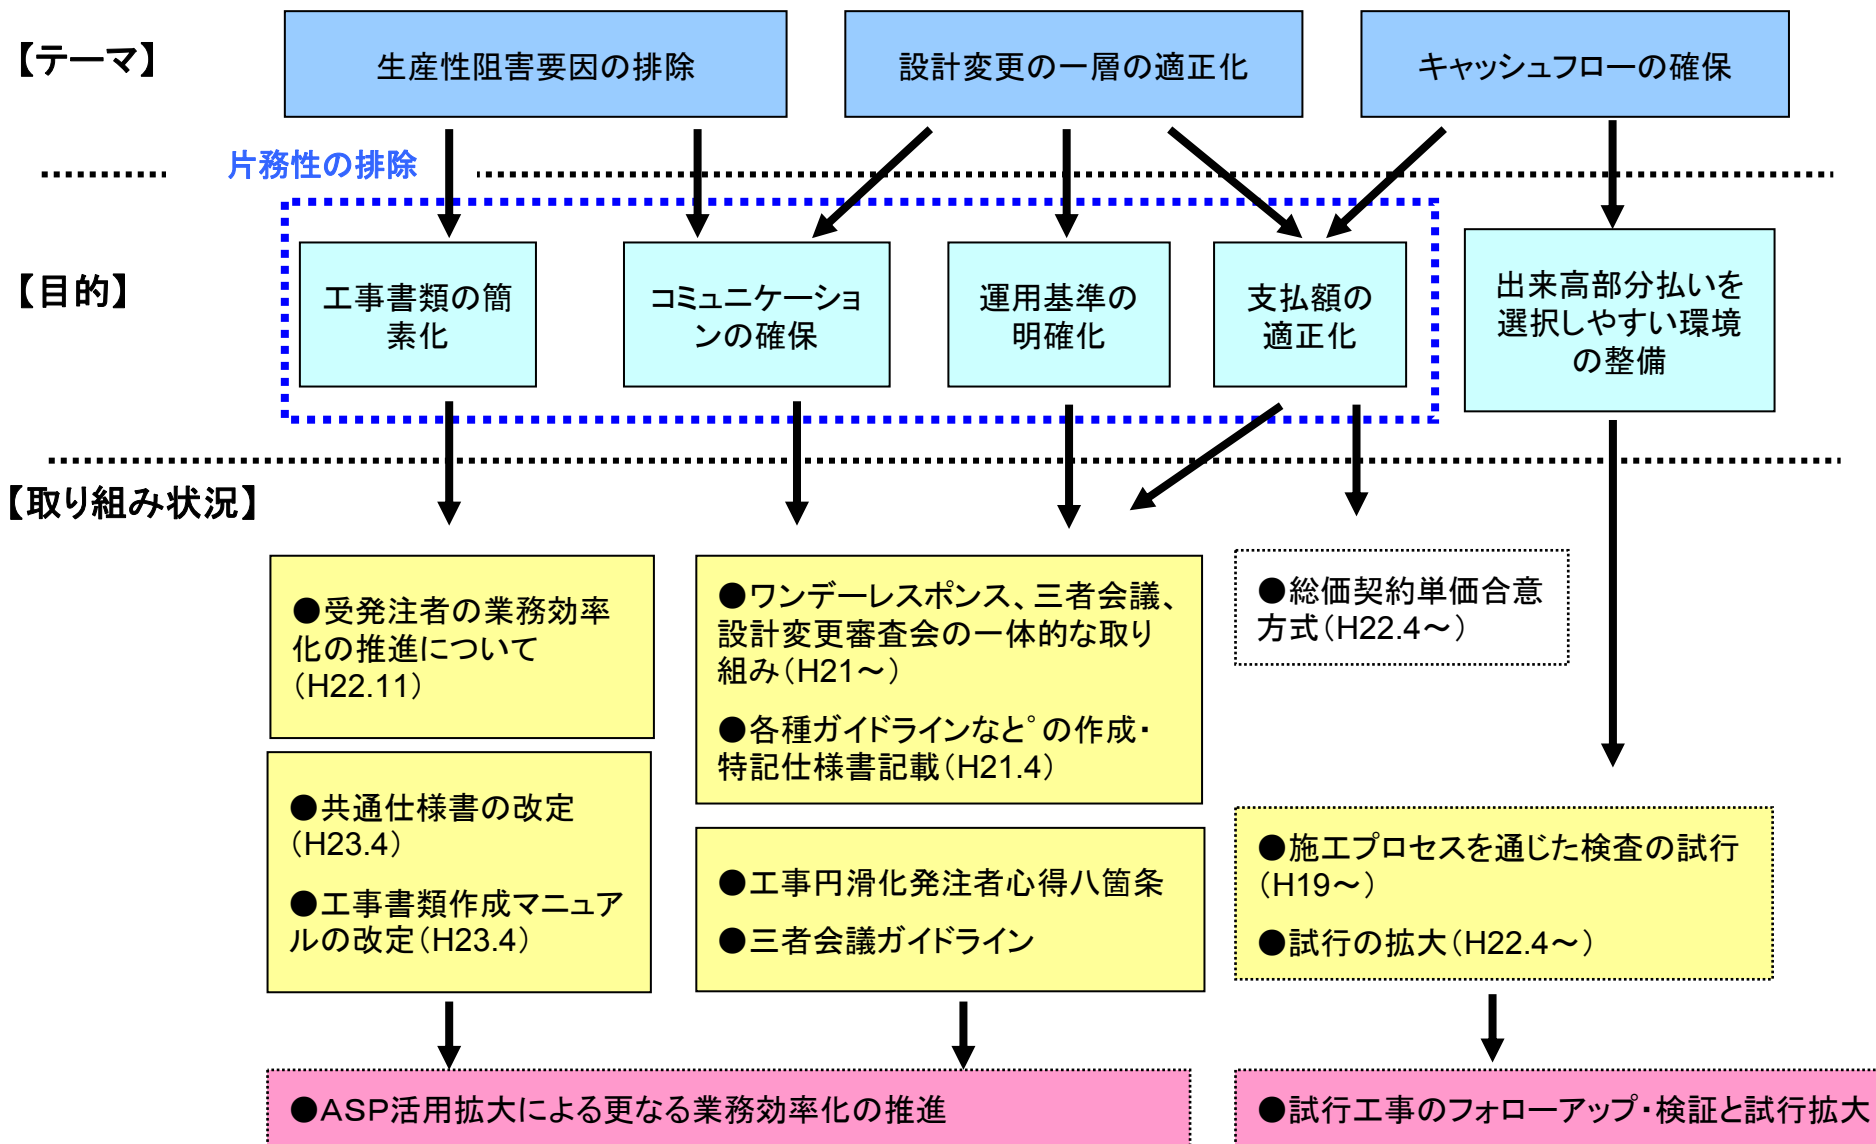 【テーマ】
生産性阻害要因の排除
設計変更の一層の適正化
キャッシュフローの確保
片務性の排除
【目的】
工事書類の簡
素化
コミュニケーショ
ンの確保
運用基準の
明確化
支払額の
適正化
出来高部分払いを
選択しやすい環境
の整備
【取り組み状況】
●受発注者の業務効率
化の推進について
（H22.11）
●共通仕様書の改定
（H23.4）
●工事書類作成マニュア
ルの改定（H23.4）
●ワンデーレスポンス、三者会議、
設計変更審査会の一体的な取り
組み（H21～）
●各種ガイドラインなど゜の作成・
特記仕様書記載（H21.4）
●工事円滑化発注者心得八箇条
●三者会議ガイドライン
●総価契約単価合意
方式（H22.4～）
●施工プロセスを通じた検査の試行
（H19～）
●試行の拡大（H22.4～）
●ASP活用拡大による更なる業務効率化の推進
●試行工事のフォローアップ・検証と試行拡大